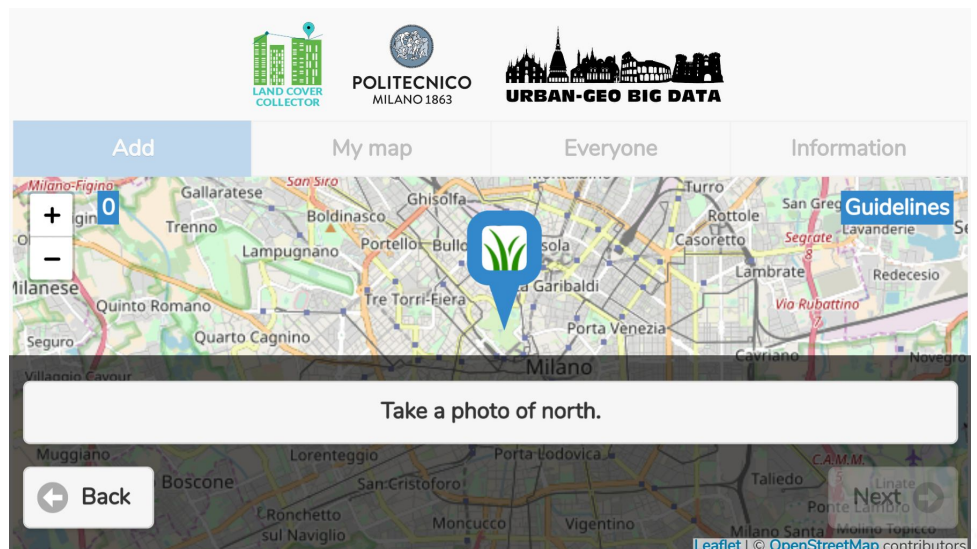 LAND COVER
COLLECTOR
POLITECNICO
MILANO 1863
URBAN-GEO BIG DATA
Add
My map
Everyone
Information
Milano-Figino
Gallaratese
San Siro
Ghisolfa
Turro
San Greg
+
0
Guidelines
Trenno
Boldinasco
Rottole
Lavanderie
Lampugnano
Portello
Bullo
sola
Casoretto
Segrate
−
Garibaldi
Lambrate
Redecesio
ilanese
Quinto Romano
Tre Torri-Fiera
Via Rubattino
Porta Venezia
Seguro
Quarto Cagnino
Milano
Cavriano
Novegro
Villaggio Cavour
Take a photo of north.
Muggiano
Lorenteggio
Porta Lodovica
C.A.M.M.
Back
Boscone
San Cristoforo
Taliedo
Linate
Next
Ponte Lambro
Ronchetto
sul Naviglio
Moncucco
Vigentino
Milano Santa
Molino Topicco
Leaflet | © OpenStreetMap contributors